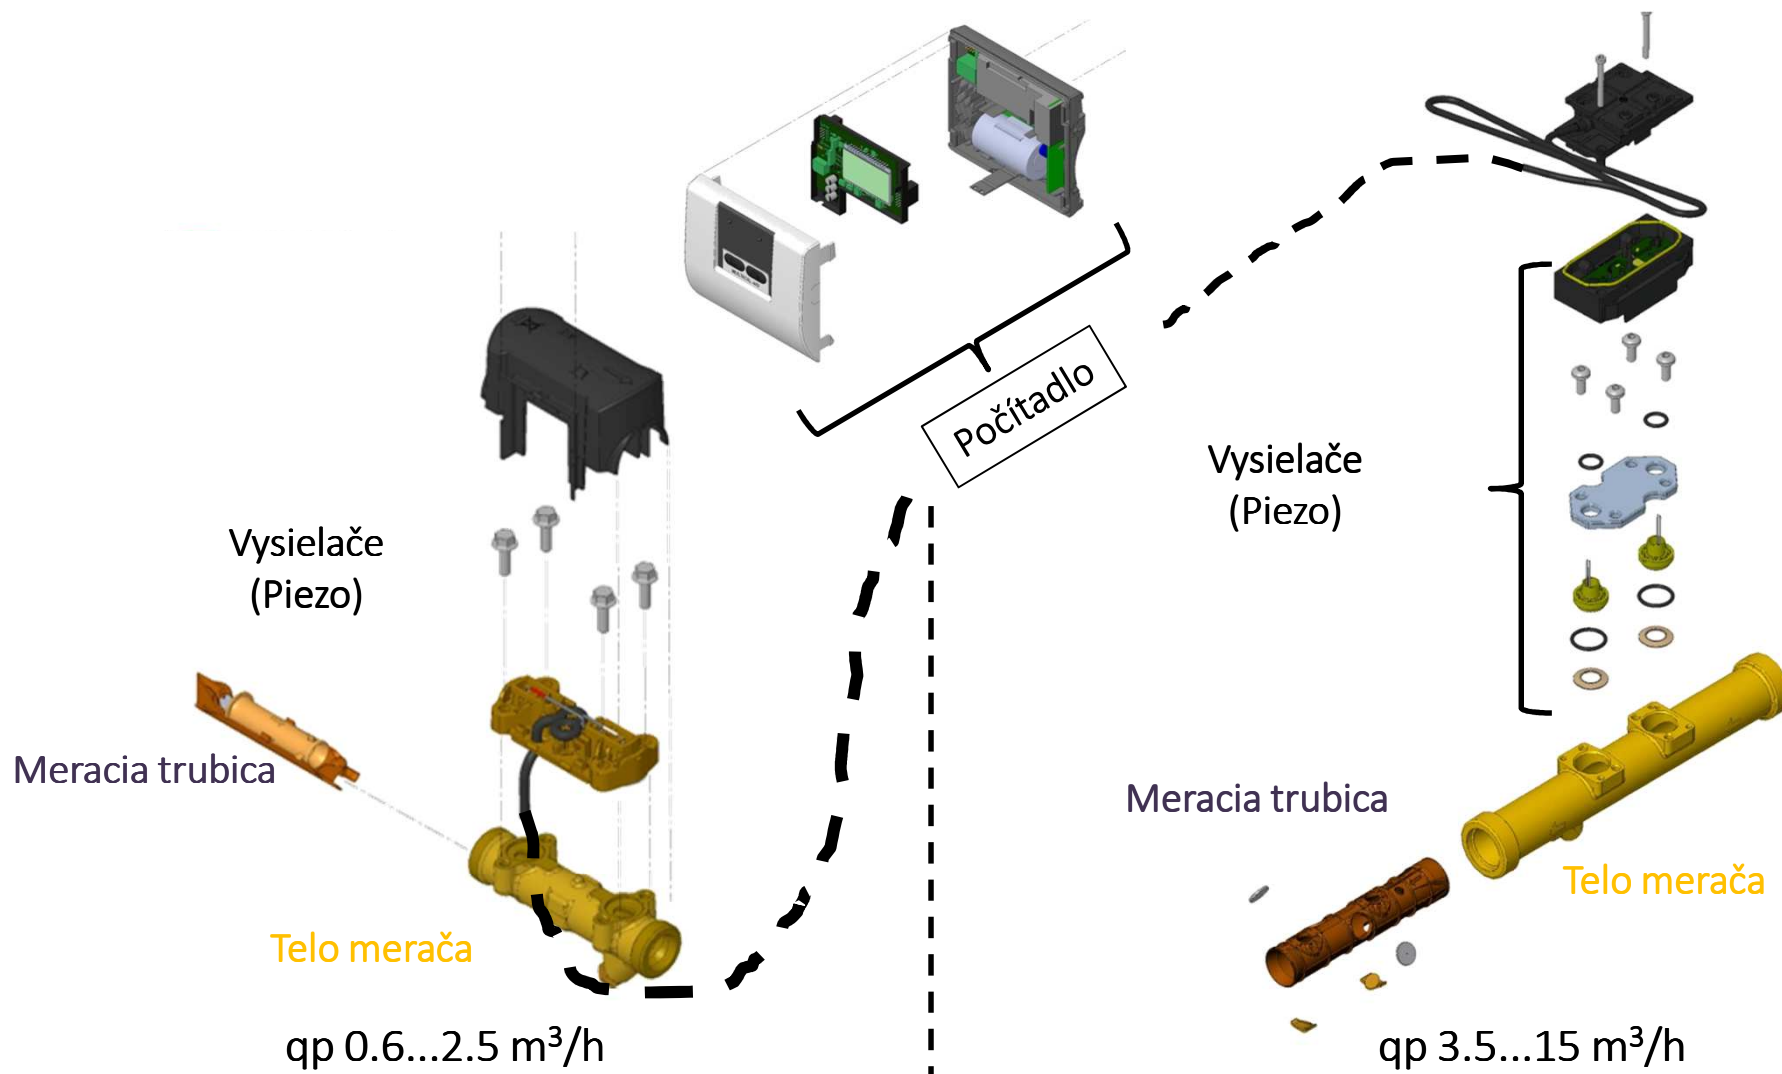 Počítadlo
Vysielače
(Piezo)
Vysielače
(Piezo)
Meracia trubica
Meracia trubica
Telo merača
Telo merača
qp 0.6...2.5 m³/h
qp 3.5...15 m³/h